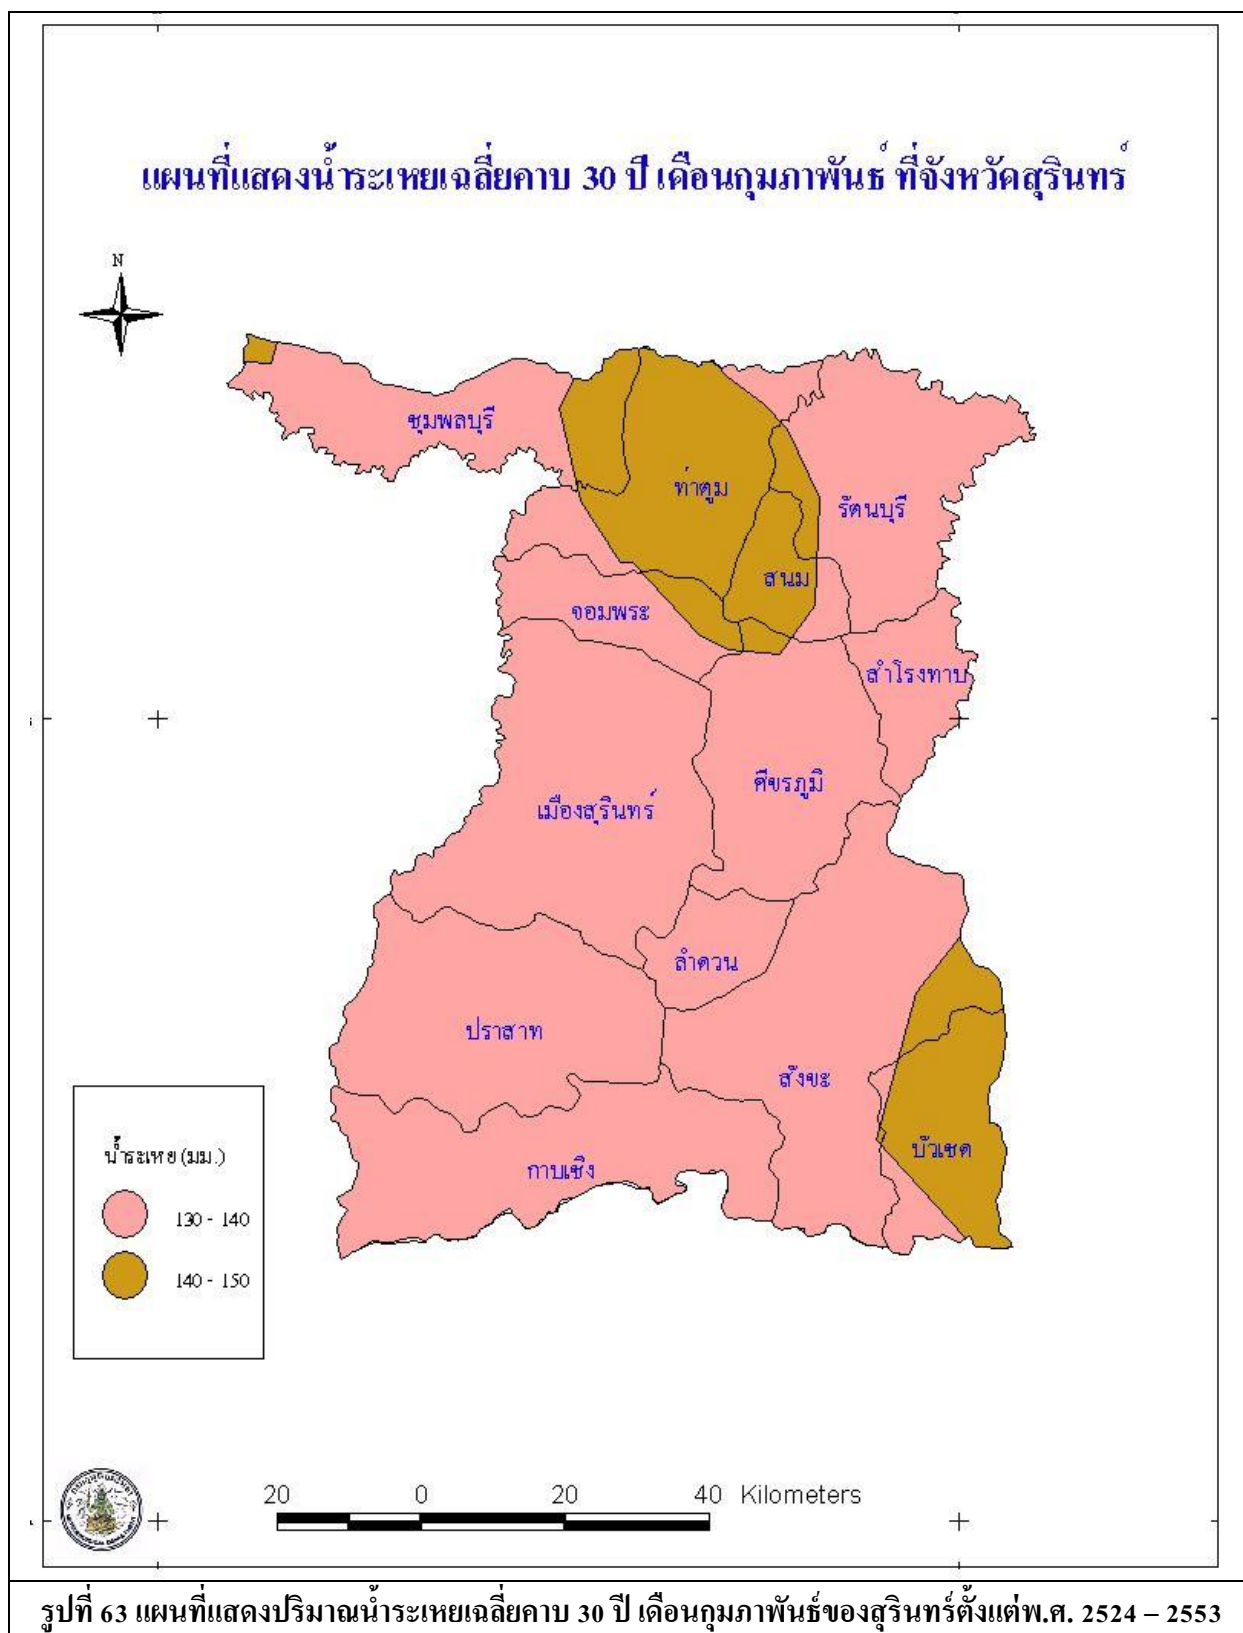 แผนที่แสดงน้ำระเหยเฉลี่ยคาบ 30 ปี เดือนกุมภาพันธ์ ที่จังหวัดสุรินทร์
N
ชุมพลบุรี
ท่าตูม
รัตนบุรี
สนม
จอมพระ
สำโรงทาบ
ศีขรภูมิ
เมืองสุรินทร์
ลำดวน
ปราสาท
สังขะ
บัวเชด
กาบเชิง
น้ำระเหย (มม.)
130 - 140
140 - 150
20 0 20 40 Kilometers
รูปที่ 63 แผนที่แสดงปริมาณน้ำระเหยเฉลี่ยคาบ 30 ปี เดือนกุมภาพันธ์ของสุรินทร์ตั้งแต่พ.ศ. 2524 – 2553